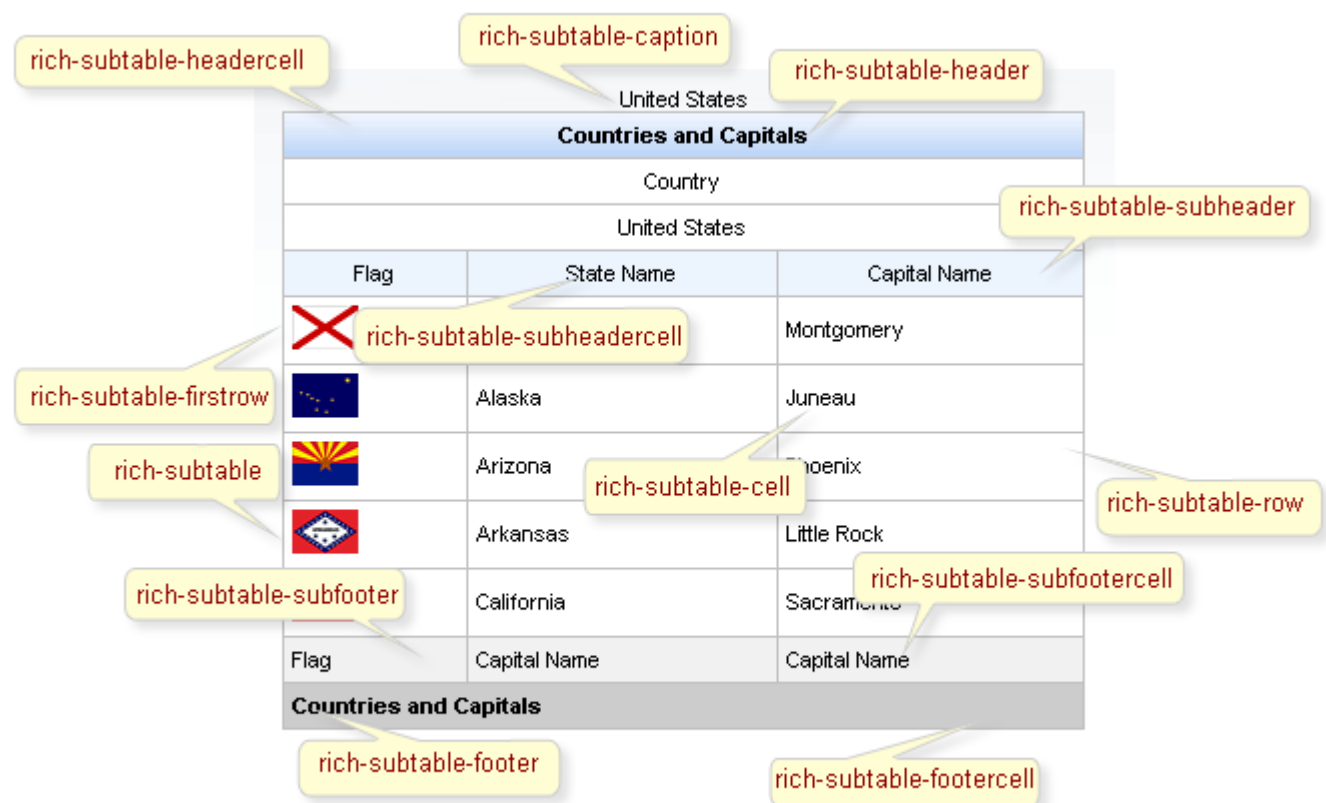 rich-subtable-caption
rich-subtable-headercell
rich-subtable-header
United States
Countries and Capitals
Country
rich-subtable-subheader
United States
Flag State Name Capital Name
rich-subtable-subheadercell
Montgomery
rich-subtable-firstrow
Alaska Juneau
rich-subtable
Arizona
rich-subtable-cell
rich-subtable-row
Arkansas Little Rock
rich-subtable-subfootercell
rich-subtable-subfooter
California
Flag Capital Name Capital Name
Countries and Capitals
rich-subtable-footer
rich-subtable-footercell